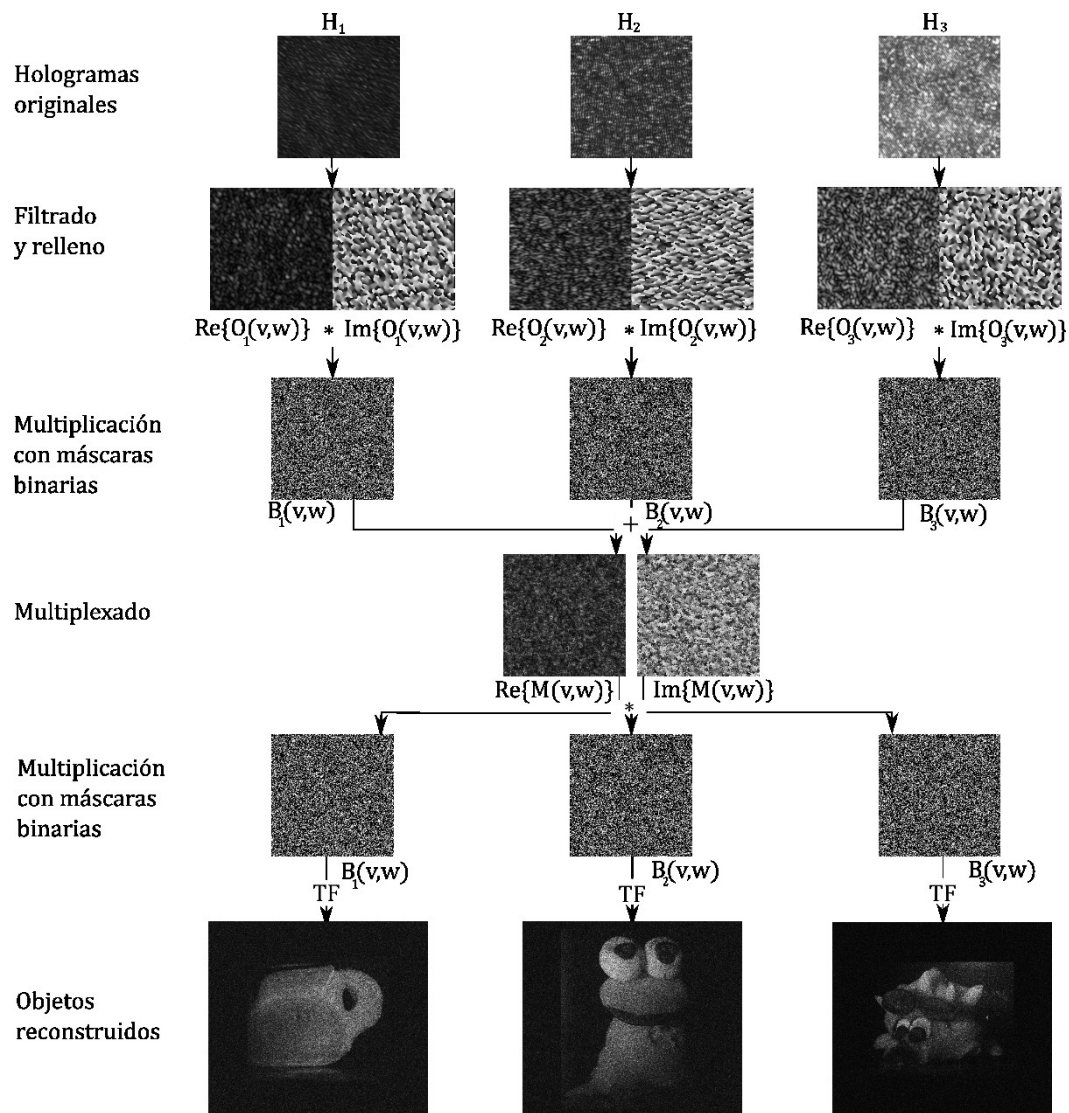 H₁ H₂ H₃
Hologramas
originales
Filtrado
y relleno
Re{O₁(v,w)} * Im{O₁(v,w)} Re{O₂(v,w)} * Im{O₂(v,w)} Re{O₃(v,w)} * Im{O₃(v,w)}
Multiplicación
con máscaras
binarias
B₁(v,w) B₂(v,w) B₃(v,w)
+
Multiplexado
Re{M(v,w)} Im{M(v,w)}
*
Multiplicación
con máscaras
binarias
B₁(v,w) B₂(v,w) B₃(v,w)
TF TF TF
Objetos
reconstruidos